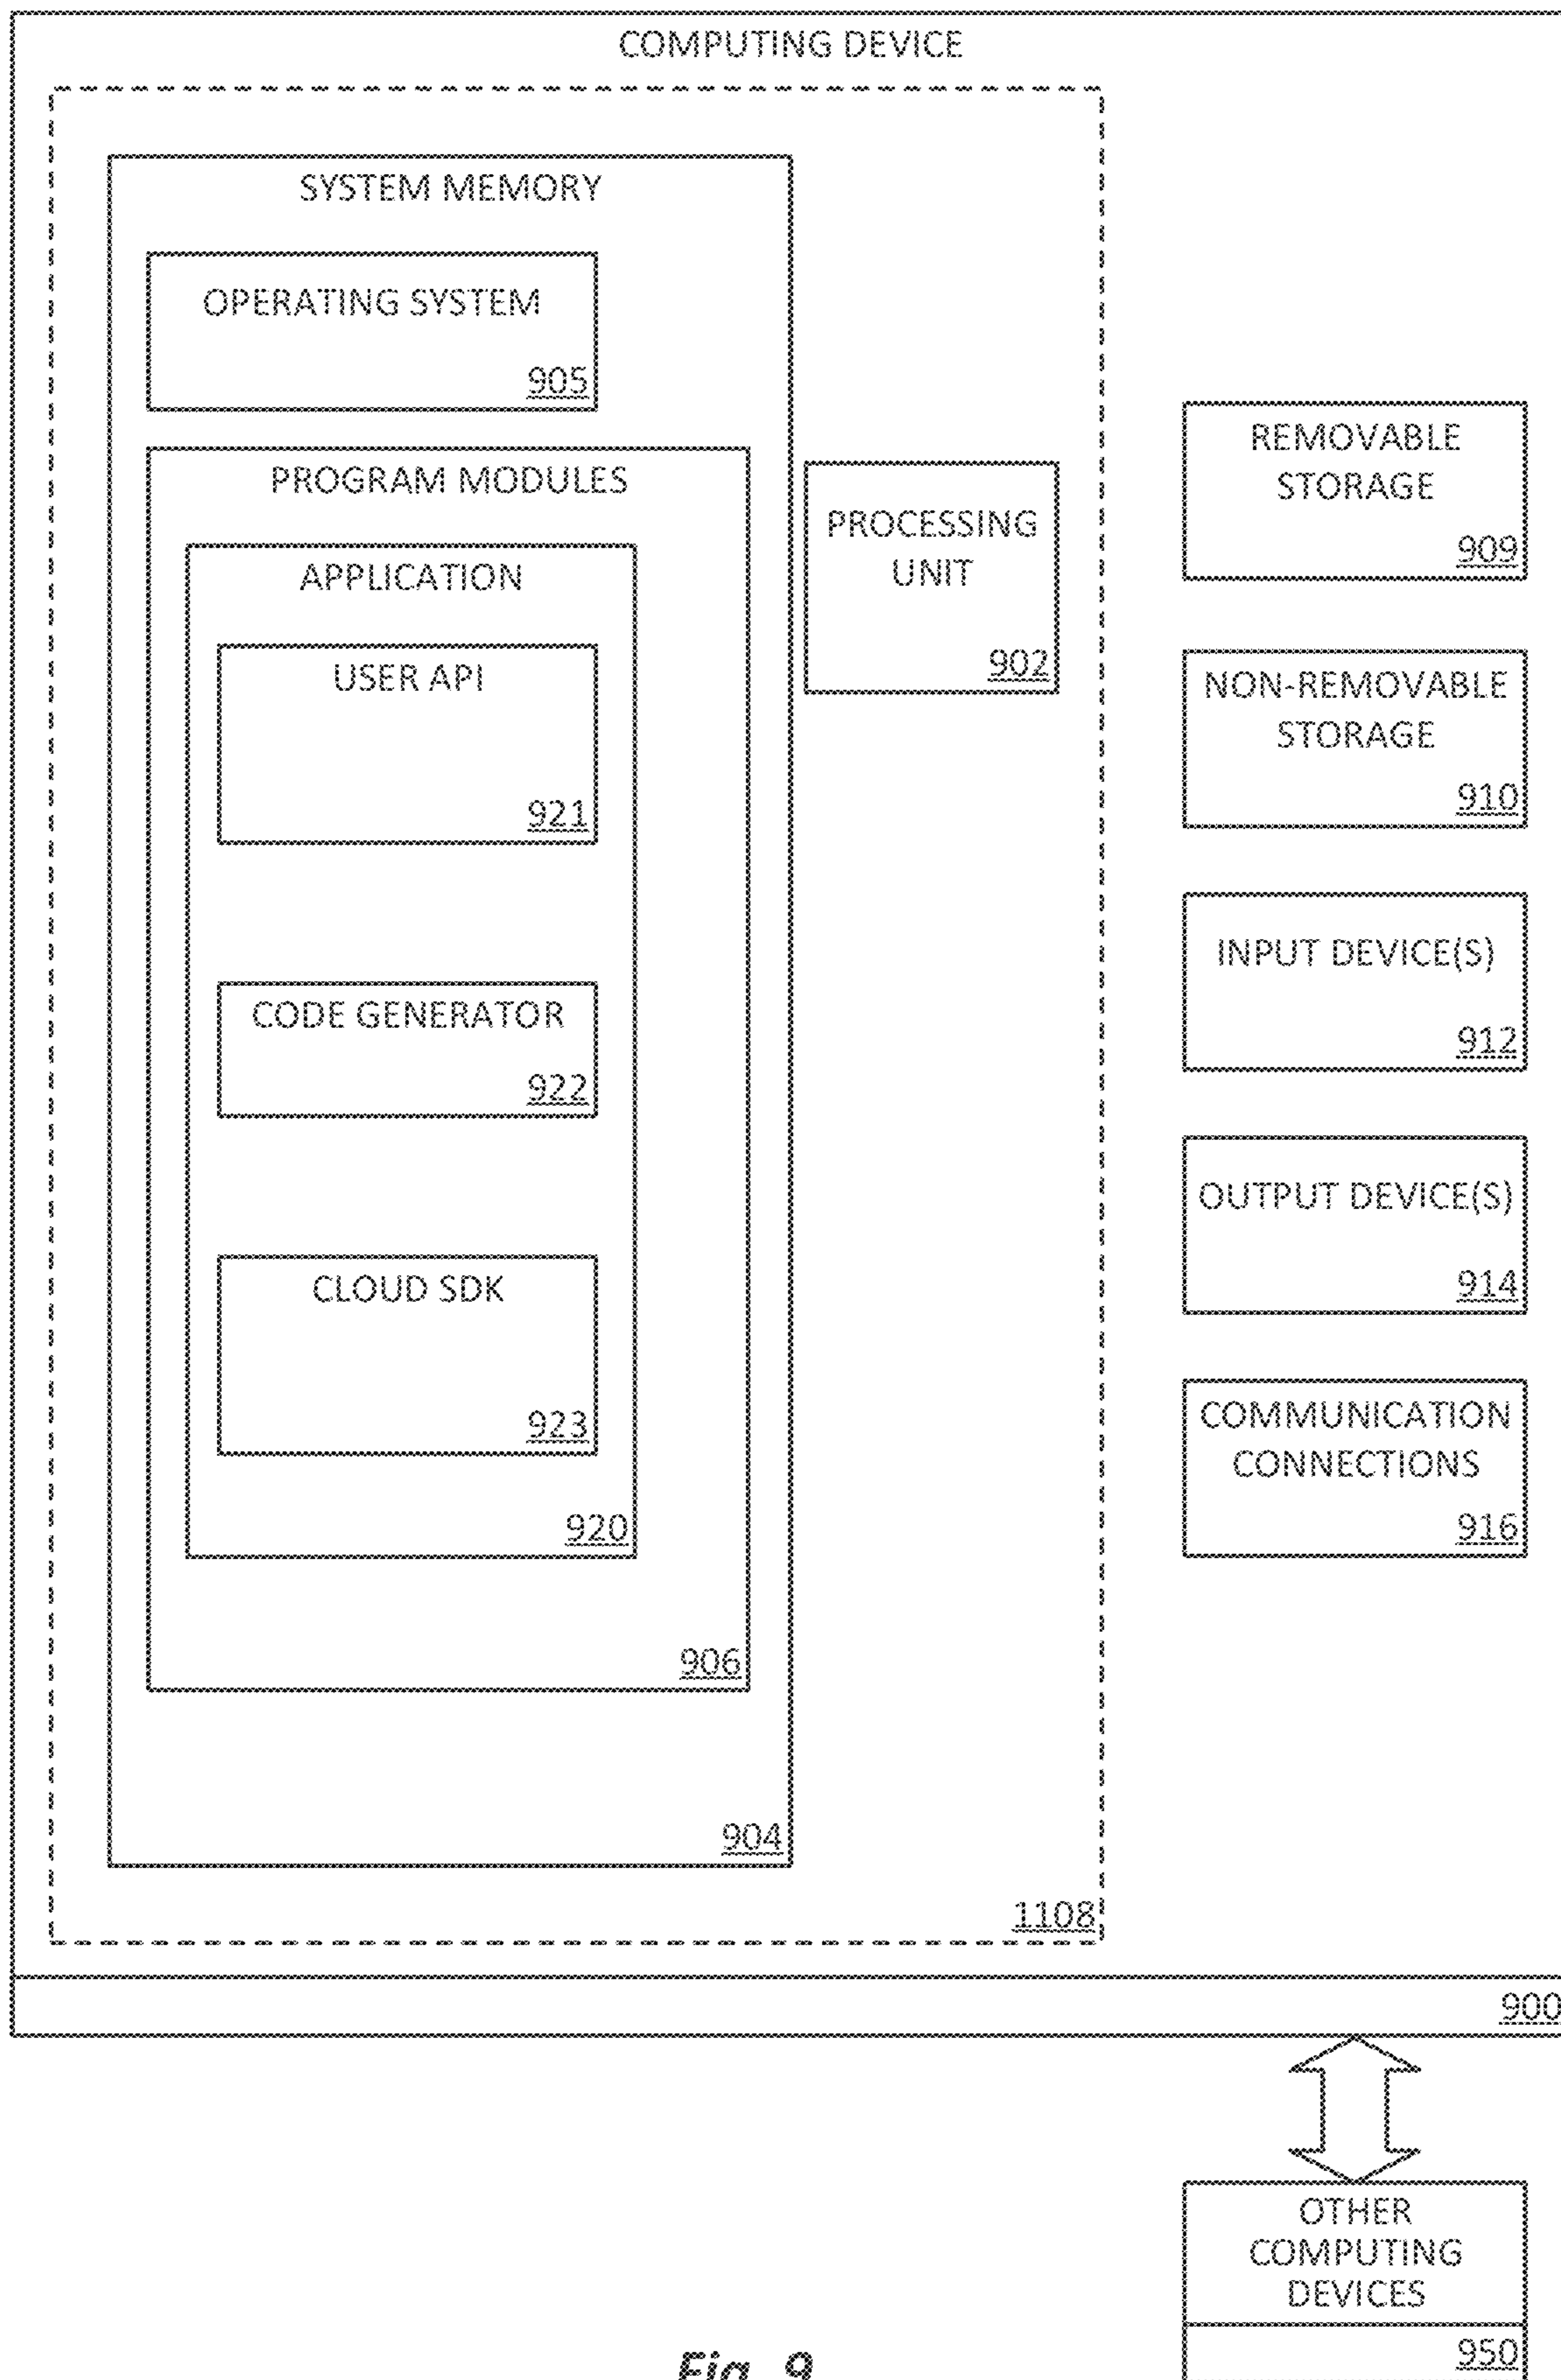 COMPUTING DEVICE
SYSTEM MEMORY
OPERATING SYSTEM
905
PROGRAM MODULES
APPLICATION
USER API
921
CODE GENERATOR
922
CLOUD SDK
923
920
906
904
PROCESSING
UNIT
902
1108
REMOVABLE
STORAGE
909
NON-REMOVABLE
STORAGE
910
INPUT DEVICE(S)
912
OUTPUT DEVICE(S)
914
COMMUNICATION
CONNECTIONS
916
900
OTHER
COMPUTING
DEVICES
950
Fig. 9